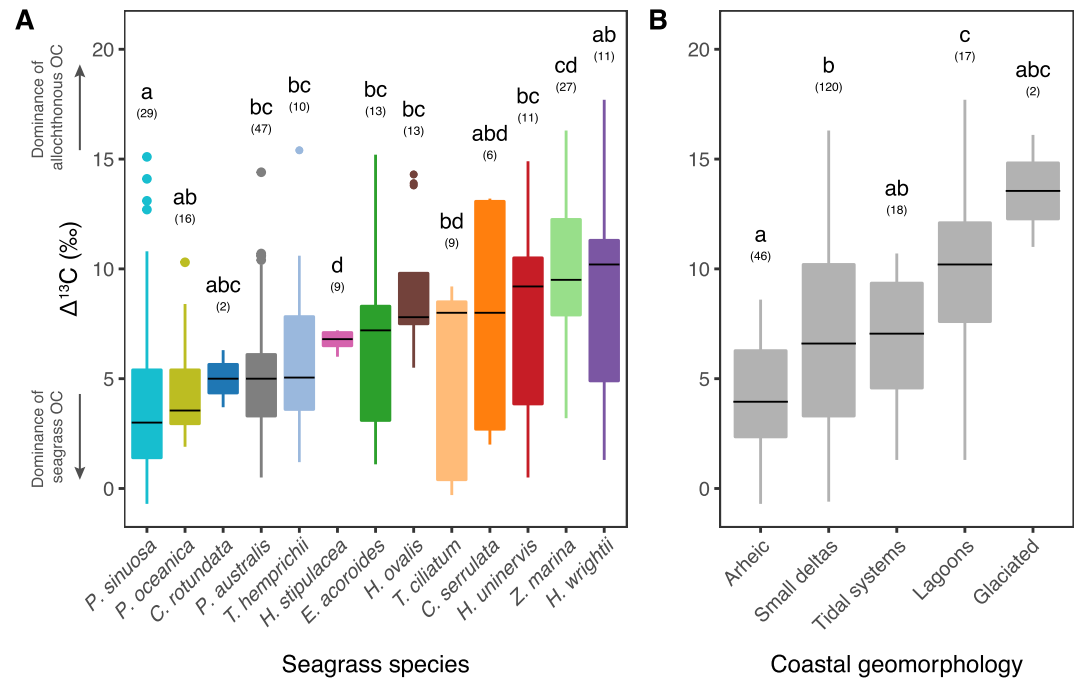 A
Dominance of
allochthonous OC
Dominance of
seagrass OC
Δ¹³C (‰)
20
15
10
5
0
a
(29)
ab
(16)
abc
(2)
bc
(47)
bc
(10)
d
(9)
bc
(13)
bc
(13)
bd
(9)
abd
(6)
bc
(11)
cd
(27)
ab
(11)
P. sinuosa
P. oceanica
C. rotundata
P. australis
T. hemprichii
H. stipulacea
E. acoroides
H. ovalis
T. ciliatum
C. serrulata
H. uninervis
Z. marina
H. wrightii
Seagrass species
B
20
15
10
5
0
a
(46)
b
(120)
ab
(18)
c
(17)
abc
(2)
Arheic
Small deltas
Tidal systems
Lagoons
Glaciated
Coastal geomorphology